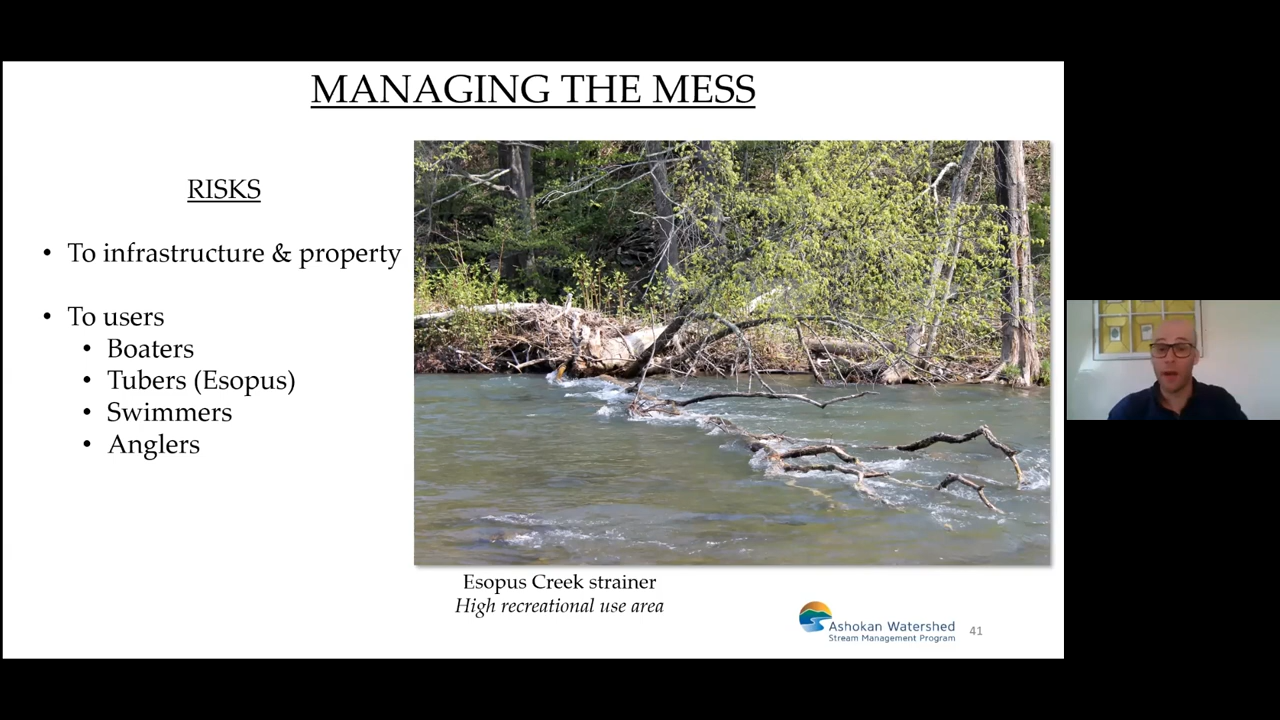 MANAGING THE MESS
RISKS
• To infrastructure & property
• To users
• Boaters
• Tubers (Esopus)
• Swimmers
• Anglers
Esopus Creek strainer
High recreational use area
Ashokan Watershed
Stream Management Program
41